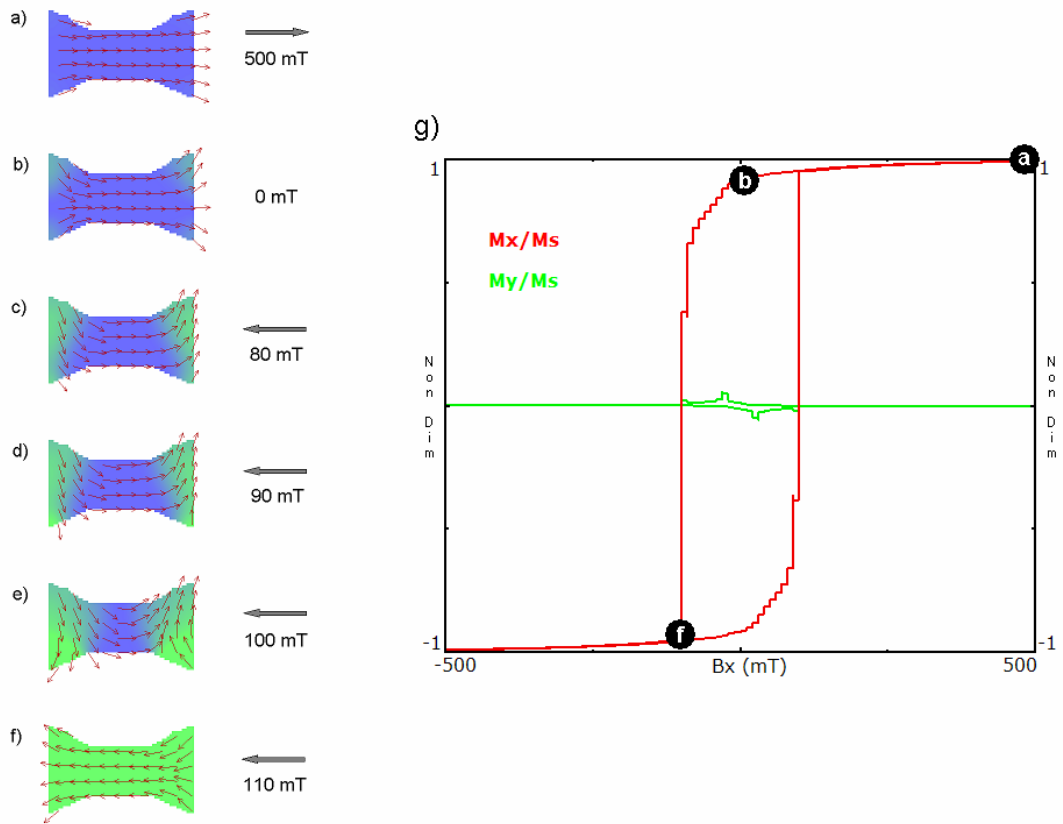 a)
500 mT
b)
0 mT
c)
80 mT
d)
90 mT
e)
100 mT
f)
110 mT
g)
1
a
1
b
Mx/Ms
My/Ms
Non Dim
Non Dim
f
-1
-1
-500
Bx (mT)
500